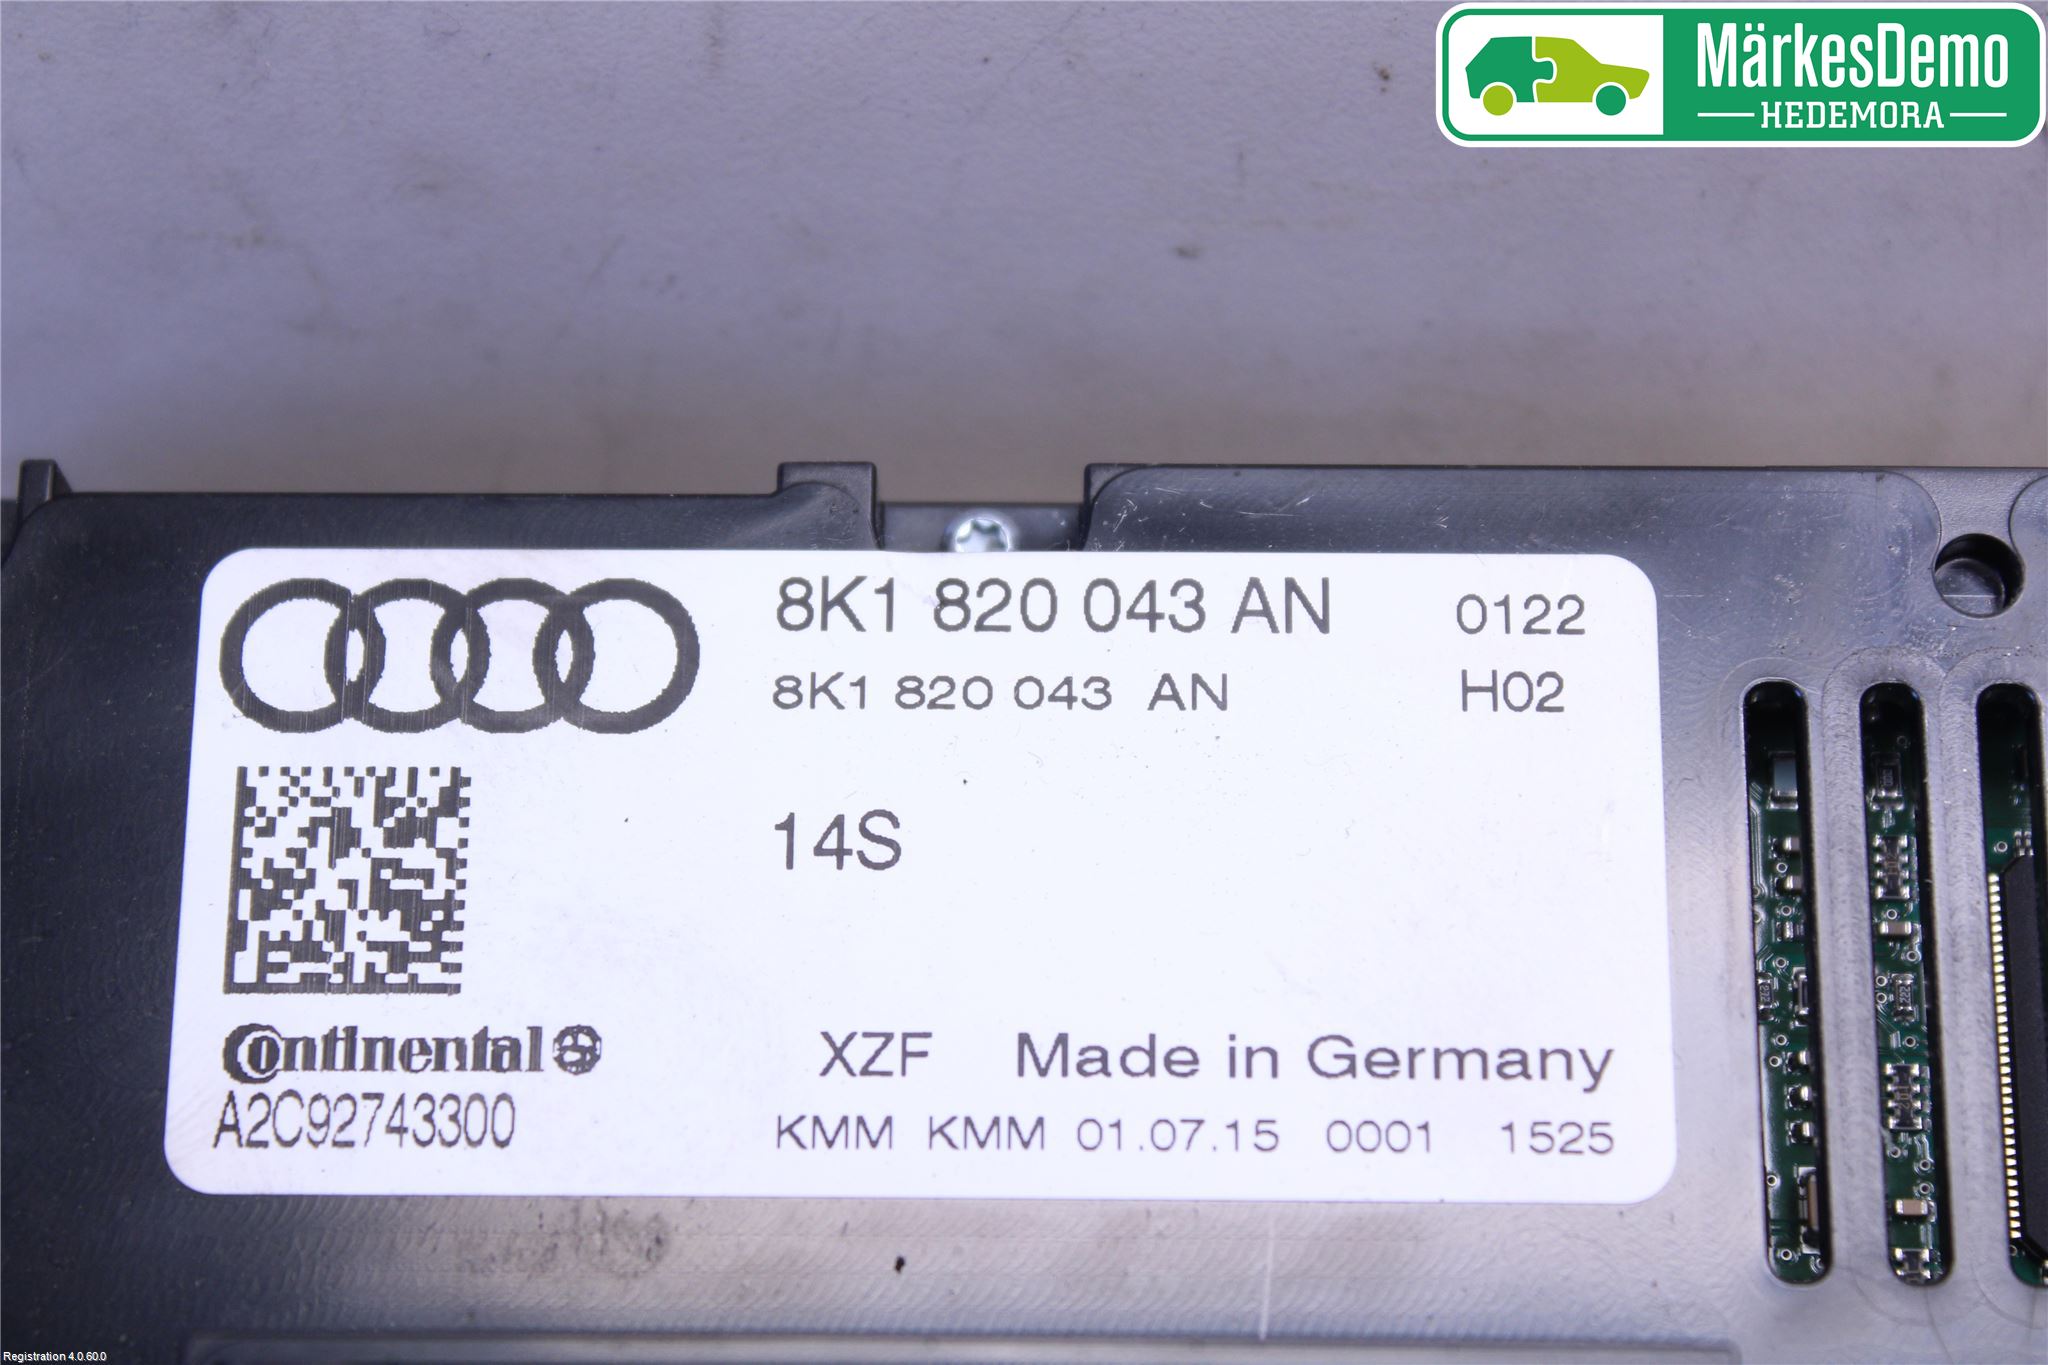 MärkesDemo
HEDEMORA
8K1 820 043 AN 0122
8K1 820 043 AN H02
14S
Continental XZF Made in Germany
A2C92743300 KMM KMM 01.07.15 0001 1525
Registration 4.0.60.0